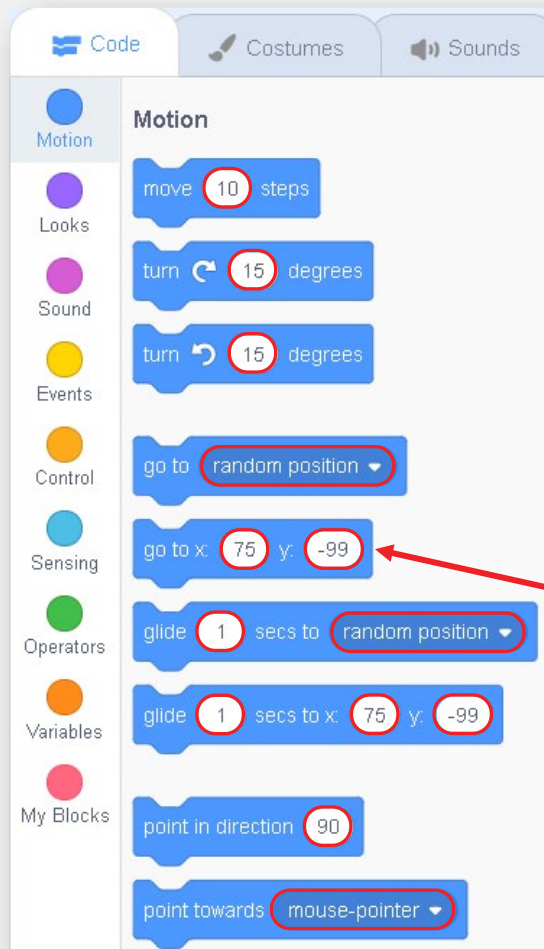 Code Costumes Sounds
Motion
Looks
Sound
Events
Control
Sensing
Operators
Variables
My Blocks
Motion
move 10 steps
turn 15 degrees
turn 15 degrees
go to random position
go to x: 75 y: -99
glide 1 secs to random position
glide 1 secs to x: 75 y: -99
point in direction 90
point towards mouse-pointer